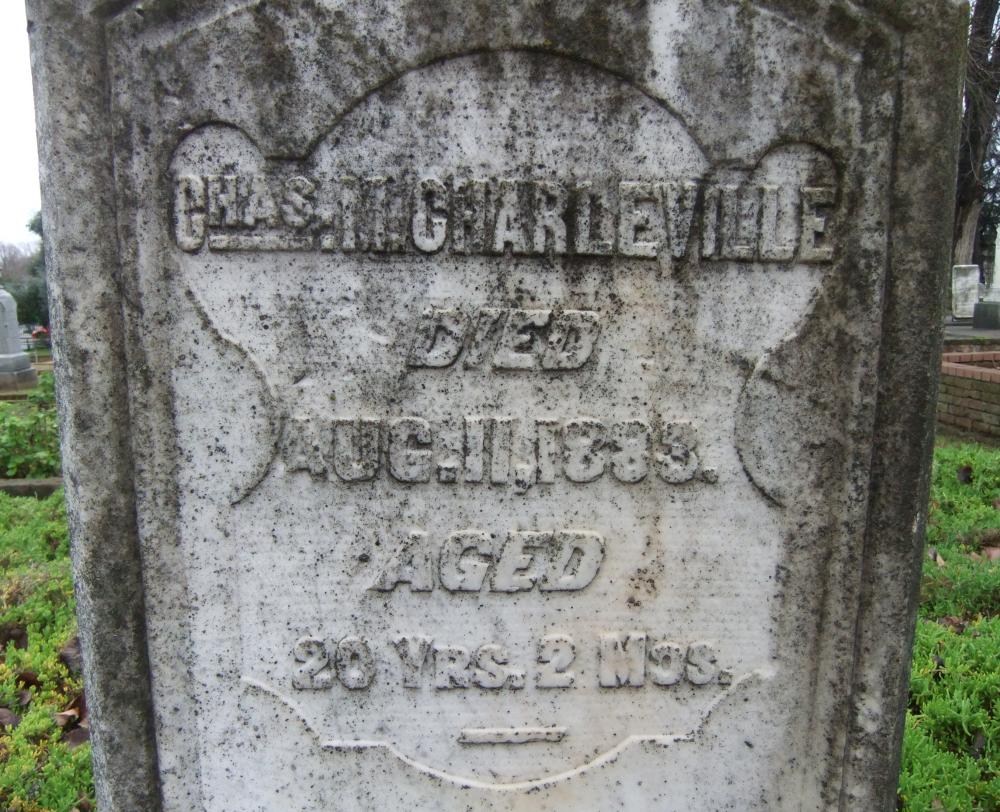 CHAS. H. CHARLEVILLE
DIED
AUG. 11, 1883.
AGED
20 YRS. 2 MOS.